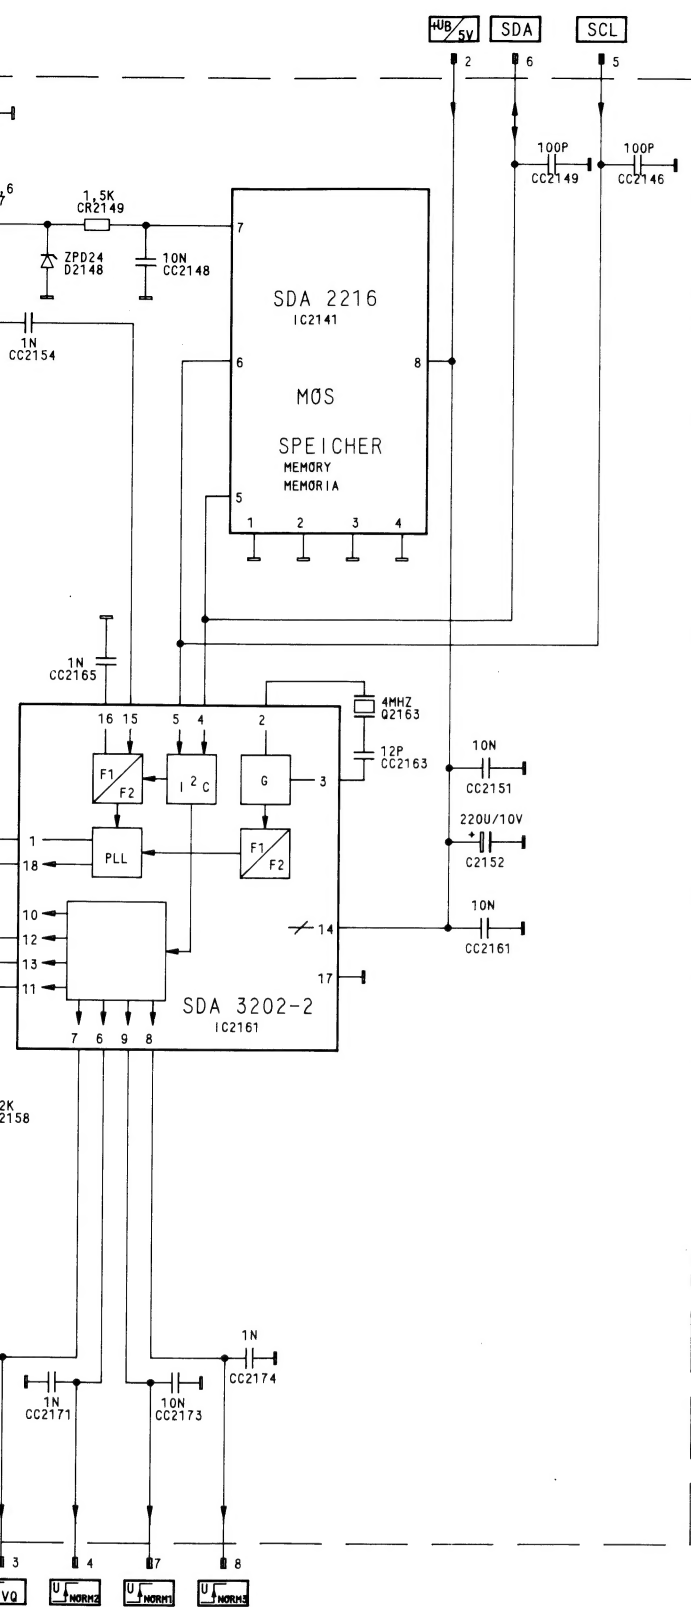 +UB/5V SDA SCL
2 6 5
100P 100P
CC2149 CC2146
1,5K
CR2149
7
ZPD24
D2148
10N
CC2148
SDA 2216
IC2141
1N
CC2154
6 8
MOS
SPEICHER
MEMORY
MEMORIA
5
1 2 3 4
1N
CC2165
16 15 5 4 2
4MHZ
Q2163
12P
CC2163
F1 F2
I²C
G
3
10N
CC2151
1
PLL
F1 F2
18
220U/10V
+
C2152
10
12
14
10N
CC2161
13
17
11
SDA 3202-2
IC2161
7 6 9 8
2K
2158
1N
CC2174
1N
CC2171
10N
CC2173
3 4 7 8
VQ
U NORM2
U NORM1
U NORM3